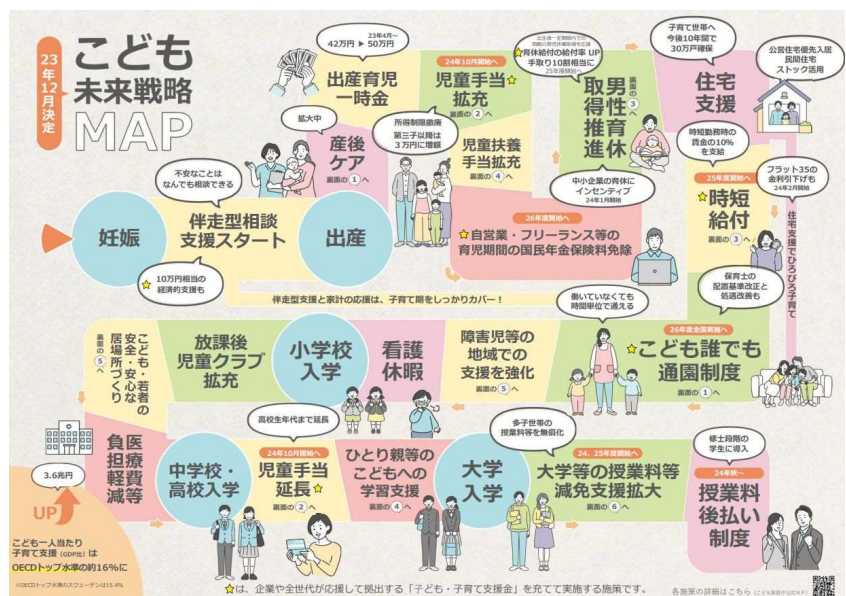 23年12月決定
こども
未来戦略
MAP
23年4月～
42万円 ▶ 50万円
出産育児
一時金
24年10月開始へ
児童手当
拡充
裏面の②へ
所得制限撤廃
第三子以降は
3万円に増額
児童扶養
手当拡充
裏面の④へ
育休給付の給付率 UP
手取り10割相当に
25年度開始へ
男性育休
取得推進
裏面の③へ
中小企業の育休に
インセンティブ
24年1月開始
子育て世帯へ
今後10年間で
30万戸確保
住宅
支援
公営住宅優先入居
民間住宅
ストック活用
フラット35の
金利引下げも
24年2月開始
住宅支援でひろびろ子育て
時短勤務時の
賃金の10%
を支給
25年度開始へ
時短
給付
裏面の③へ
拡大中
産後
ケア
裏面の①へ
不安なことは
なんでも相談できる
妊娠
伴走型相談
支援スタート
10万円相当の
経済的支援も
出産
26年度開始へ
自営業・フリーランス等の
育児期間の国民年金保険料免除
伴走型支援と家計の応援は、子育て期をしっかりカバー！
保育士の
配置基準改正と
処遇改善も
働いていなくても
時間単位で通える
26年度全国実施へ
こども誰でも
通園制度
裏面の①へ
障害児等の
地域での
支援を強化
裏面の⑤へ
看護
休暇
小学校
入学
放課後
児童クラブ
拡充
こども・若者の
安全・安心な
居場所づくり
裏面の⑤へ
医療費等
負担軽減
中学校・
高校入学
高校生年代まで延長
24年10月開始へ
児童手当
延長
裏面の②へ
ひとり親等の
こどもへの
学習支援
裏面の④へ
大学
入学
多子世帯の
授業料等を無償化
24、25年度開始へ
大学等の授業料等
減免支援拡大
裏面の⑥へ
修士段階の
学生に導入
24年秋～
授業料
後払い
制度
3.6兆円
UP
こども一人当たり
子育て支援（GDP比）は
OECDトップ水準の約16%に
※OECDトップ水準のスウェーデンは15.4%
☆は、企業や全世代が応援して拠出する「子ども・子育て支援金」を充てて実施する施策です。
各施策の詳細はこちら（こども家庭庁公式HP）